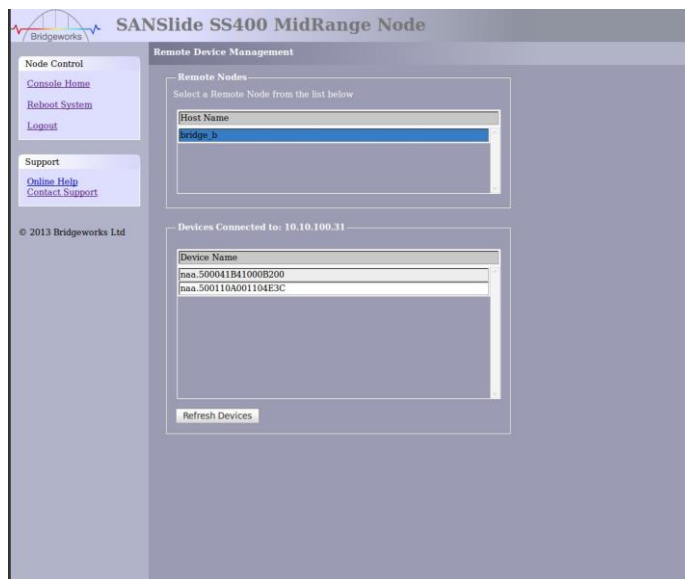 Bridgeworks
SANSlide SS400 MidRange Node
Node Control
Console Home
Reboot System
Logout
Support
Online Help
Contact Support
© 2013 Bridgeworks Ltd
Remote Device Management
Remote Nodes
Select a Remote Node from the list below
Host Name
bridge_b
Devices Connected to: 10.10.100.31
Device Name
naa.500041B41000B200
naa.500110A001104E3C
Refresh Devices